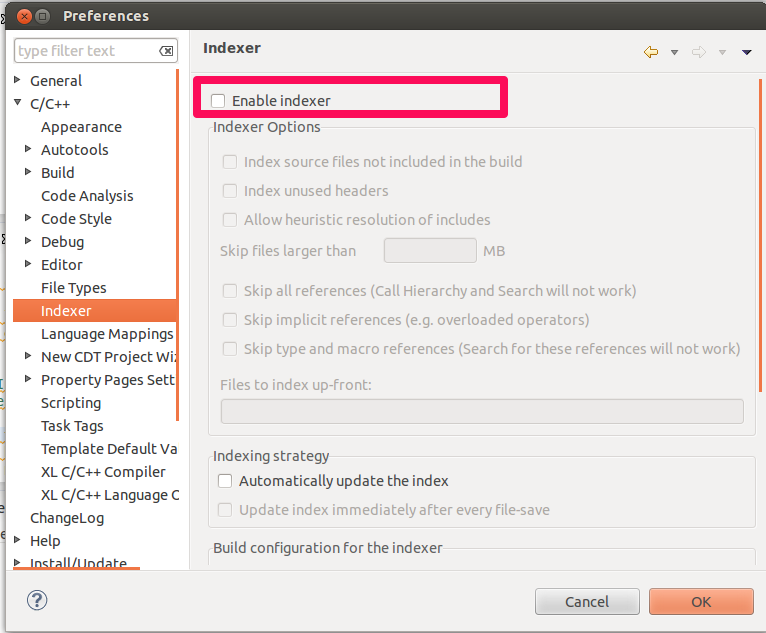 Preferences
type filter text
General
C/C++
Appearance
Autotools
Build
Code Analysis
Code Style
Debug
Editor
File Types
Indexer
Language Mappings
New CDT Project Wiz
Property Pages Sett
Scripting
Task Tags
Template Default Va
XL C/C++ Compiler
XL C/C++ Language C
ChangeLog
Help
Install/Update
Indexer
Enable indexer
Indexer Options
Index source files not included in the build
Index unused headers
Allow heuristic resolution of includes
Skip files larger than MB
Skip all references (Call Hierarchy and Search will not work)
Skip implicit references (e.g. overloaded operators)
Skip type and macro references (Search for these references will not work)
Files to index up-front:
Indexing strategy
Automatically update the index
Update index immediately after every file-save
Build configuration for the indexer
?
Cancel
OK